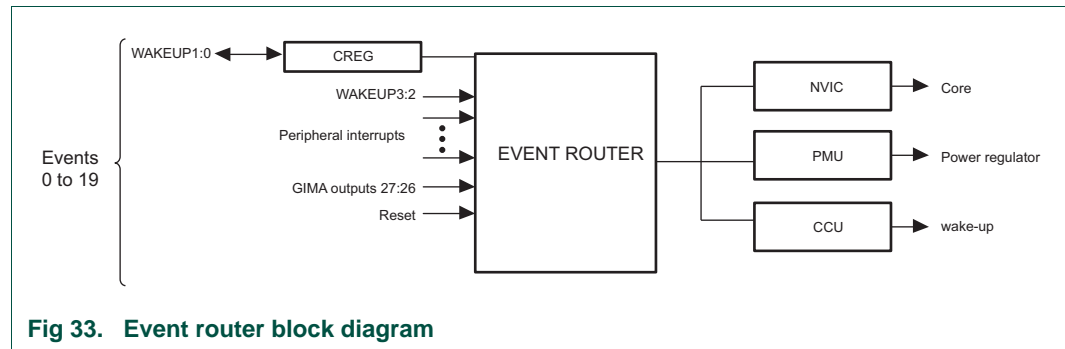 WAKEUP1:0
CREG
WAKEUP3:2
Peripheral interrupts
Events
0 to 19
GIMA outputs 27:26
Reset
EVENT ROUTER
NVIC
Core
PMU
Power regulator
CCU
wake-up
Fig 33. Event router block diagram